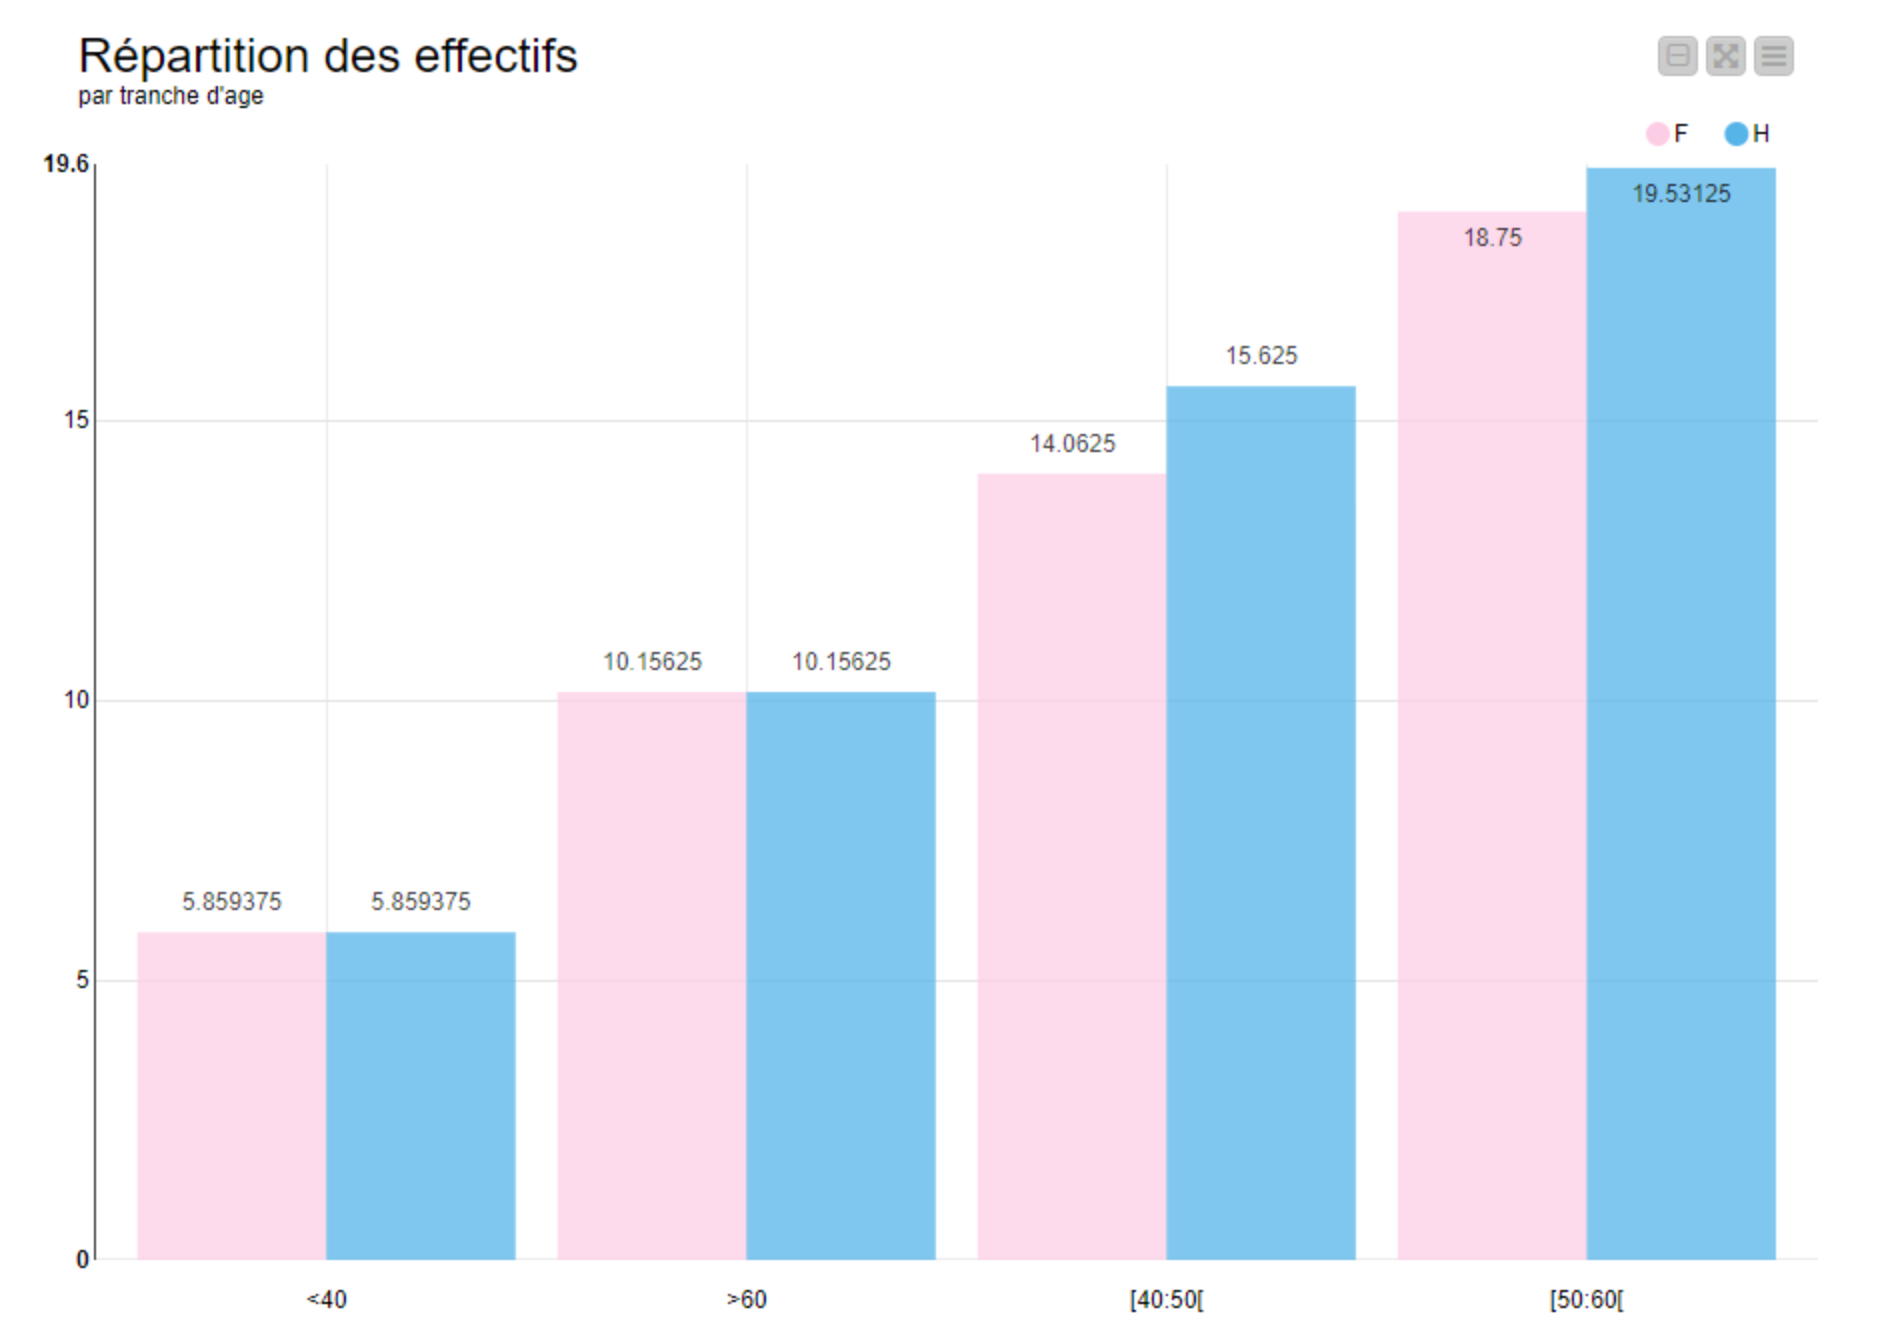 Répartition des effectifs
par tranche d'age
F H
19.6
19.53125
18.75
15.625
15
14.0625
10.15625 10.15625
10
5.859375 5.859375
5
0
<40 >60 [40:50[ [50:60[